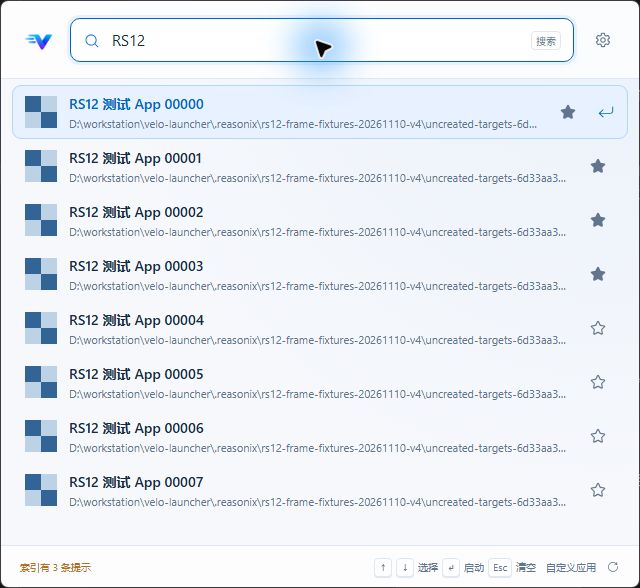 RS12 搜索
RS12 测试 App 00000
D:\workstation\velo-launcher\.reasonix\rs12-frame-fixtures-20261110-v4\uncreated-targets-6d...
RS12 测试 App 00001
D:\workstation\velo-launcher\.reasonix\rs12-frame-fixtures-20261110-v4\uncreated-targets-6d33aa3...
RS12 测试 App 00002
D:\workstation\velo-launcher\.reasonix\rs12-frame-fixtures-20261110-v4\uncreated-targets-6d33aa3...
RS12 测试 App 00003
D:\workstation\velo-launcher\.reasonix\rs12-frame-fixtures-20261110-v4\uncreated-targets-6d33aa3...
RS12 测试 App 00004
D:\workstation\velo-launcher\.reasonix\rs12-frame-fixtures-20261110-v4\uncreated-targets-6d33aa3...
RS12 测试 App 00005
D:\workstation\velo-launcher\.reasonix\rs12-frame-fixtures-20261110-v4\uncreated-targets-6d33aa3...
RS12 测试 App 00006
D:\workstation\velo-launcher\.reasonix\rs12-frame-fixtures-20261110-v4\uncreated-targets-6d33aa3...
RS12 测试 App 00007
D:\workstation\velo-launcher\.reasonix\rs12-frame-fixtures-20261110-v4\uncreated-targets-6d33aa3...
索引有 3 条提示 ↑ ↓ 选择 ↵ 启动 Esc 清空 自定义应用